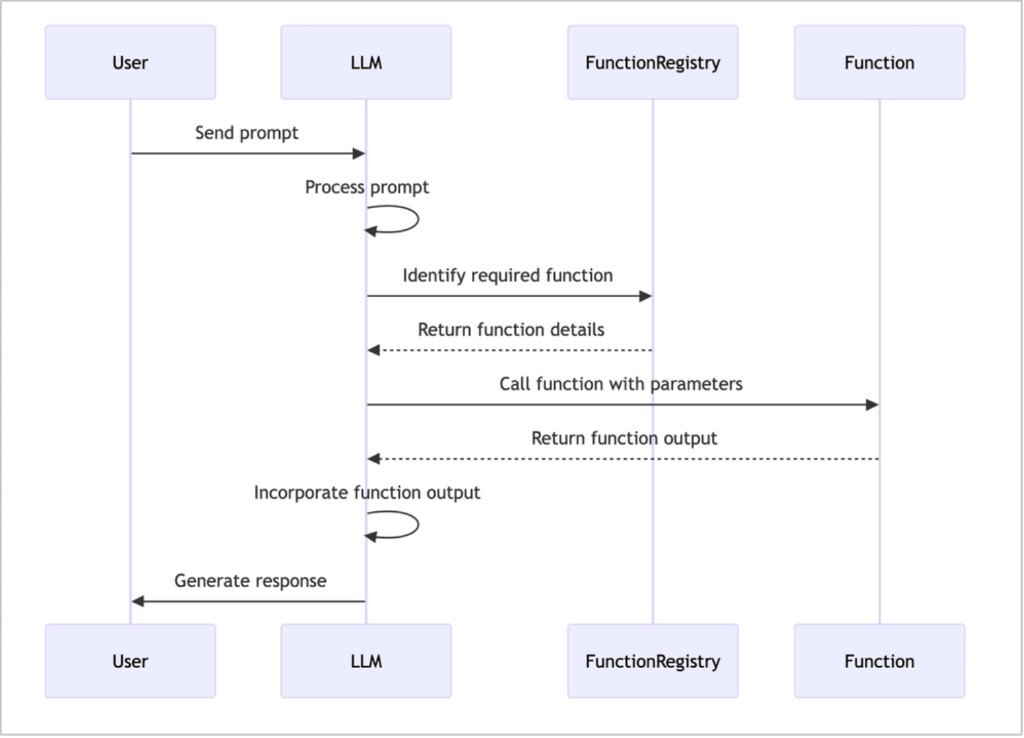 User
LLM
FunctionRegistry
Function
Send prompt
Process prompt
Identify required function
Return function details
Call function with parameters
Return function output
Incorporate function output
Generate response
User
LLM
FunctionRegistry
Function